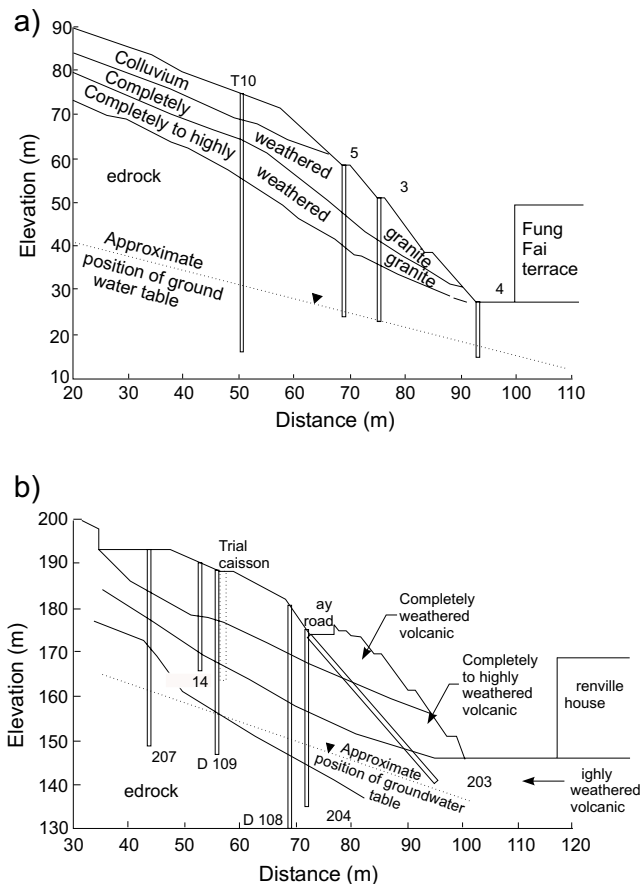 a)
90
80
70
60
50
40
30
20
10
Elevation (m)
Colluvium
Completely
Completely to highly
weathered
weathered
granite
granite
T10
5
3
4
edrock
Approximate
position of ground
water table
Fung
Fai
terrace
20 30 40 50 60 70 80 90 100 110
Distance (m)
b)
200
190
180
170
160
150
140
130
Elevation (m)
Trial
caisson
ay
road
Completely
weathered
volcanic
Completely
to highly
weathered
volcanic
renville
house
14
207
D 109
edrock
D 108
204
Approximate
position of groundwater
table
203
ighly
weathered
volcanic
30 40 50 60 70 80 90 100 110 120
Distance (m)